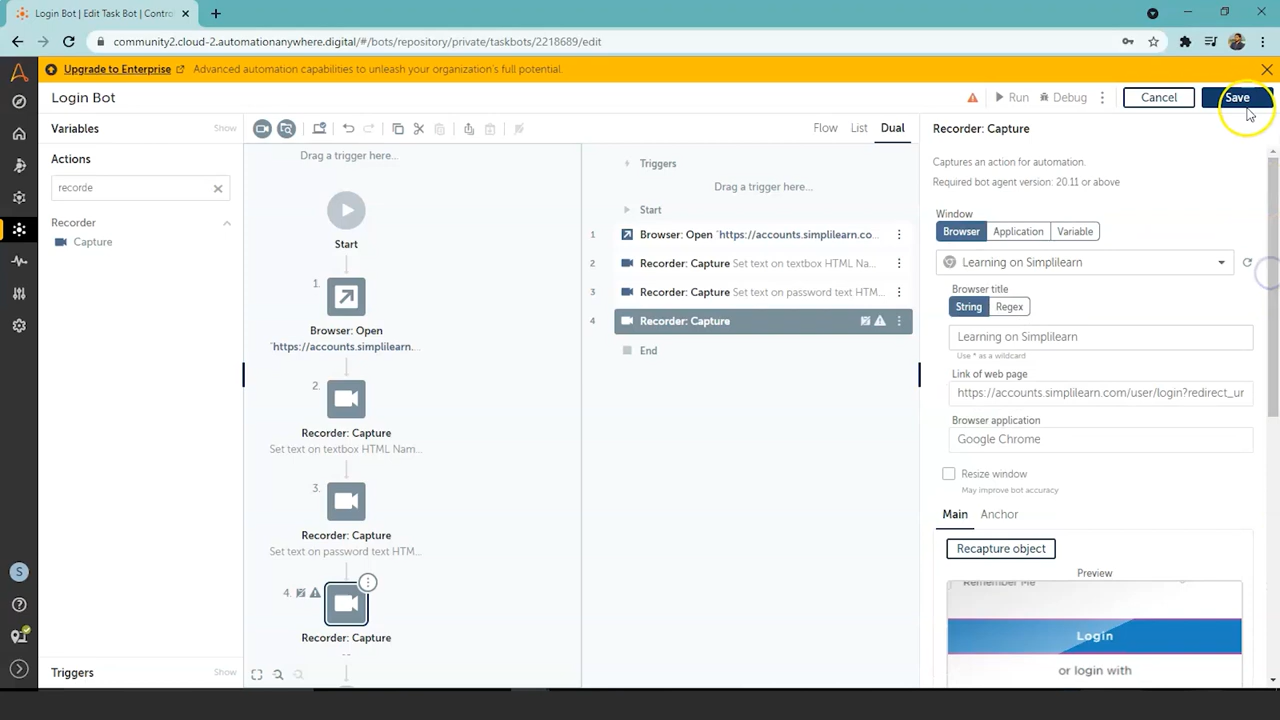 Login Bot | Edit Task Bot | Contro
community2.cloud-2.automationanywhere.digital/#/bots/repository/private/taskbots/2218689/edit
Upgrade to Enterprise Advanced automation capabilities to unleash your organization's full potential.
Login Bot
Run
Debug
Cancel
Save
Variables
Show
Actions
recorde
Recorder
Capture
Triggers
Show
Flow
List
Dual
Drag a trigger here...
Start
1.
Browser: Open
"https://accounts.simplilearn....
2.
Recorder: Capture
Set text on textbox HTML Nam...
3.
Recorder: Capture
Set text on password text HTM...
4.
Recorder: Capture
--
Triggers
Drag a trigger here...
Start
1 Browser: Open "https://accounts.simplilearn.co...
2 Recorder: Capture Set text on textbox HTML Na...
3 Recorder: Capture Set text on password text HTM...
4 Recorder: Capture
End
Recorder: Capture
Captures an action for automation.
Required bot agent version: 20.11 or above
Window
Browser Application Variable
Learning on Simplilearn
Browser title
String Regex
Learning on Simplilearn
Use * as a wildcard
Link of web page
https://accounts.simplilearn.com/user/login?redirect_ur
Browser application
Google Chrome
Resize window
May improve bot accuracy
Main Anchor
Recapture object
Preview
Remember Me
Login
or login with
S